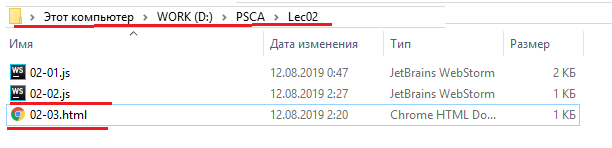 › Этот компьютер › WORK (D:) › PSCA › Lec02
Имя Дата изменения Тип Размер
WS 02-01.js 12.08.2019 0:47 JetBrains WebStorm 2 КБ
WS 02-02.js 12.08.2019 2:27 JetBrains WebStorm 1 КБ
02-03.html 12.08.2019 2:20 Chrome HTML Do... 1 КБ